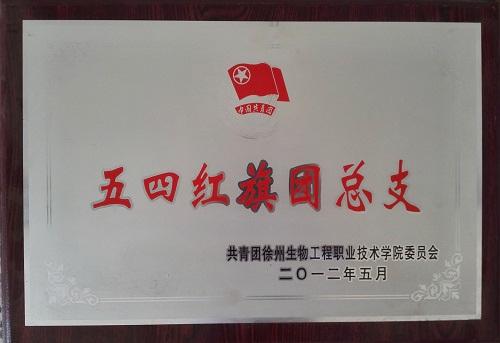 中国共青团
五四红旗团总支
共青团徐州生物工程职业技术学院委员会
二〇一二年五月